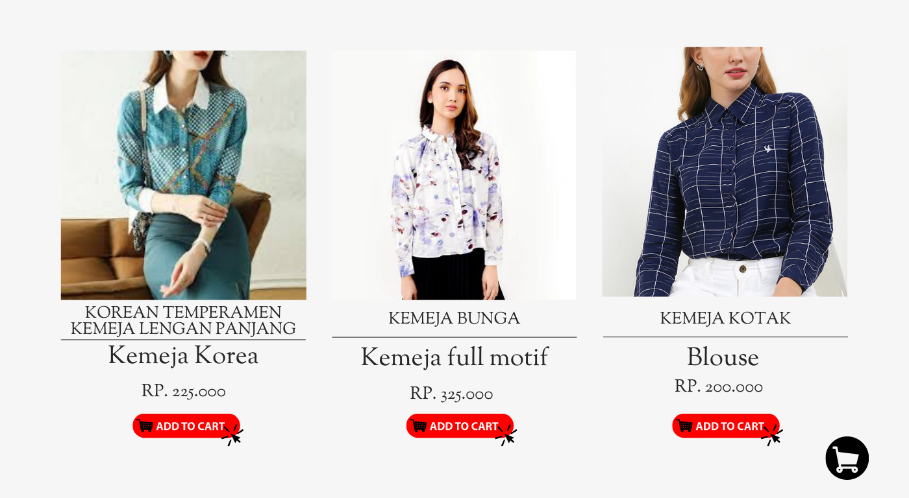 KOREAN TEMPERAMEN
KEMEJA LENGAN PANJANG
Kemeja Korea
RP. 225.000
ADD TO CART
KEMEJA BUNGA
Kemeja full motif
RP. 325.000
ADD TO CART
KEMEJA KOTAK
Blouse
RP. 200.000
ADD TO CART